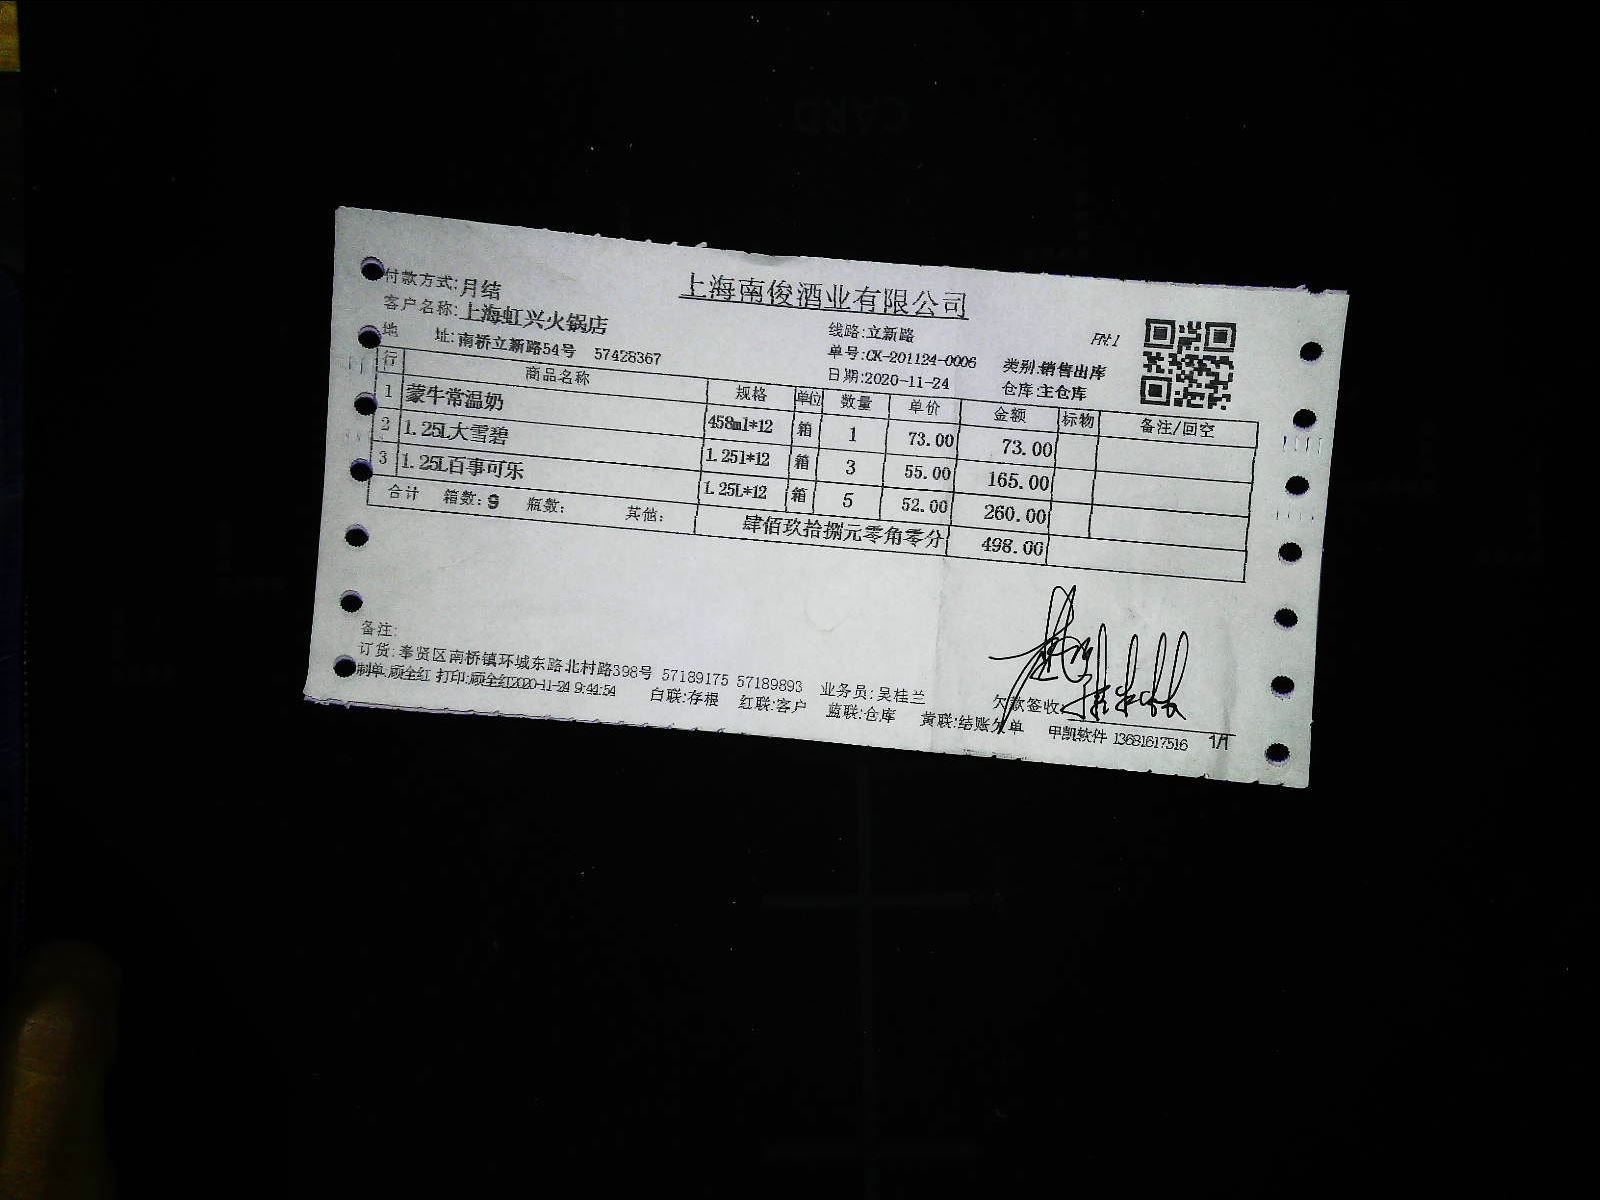 CARD
上海南俊酒业有限公司
付款方式:月结
客户名称:上海虹兴火锅店
线路:立新路
地 址:南桥立新路54号 57428367
单号:CK-201124-0006 类别:销售出库
日期:2020-11-24 仓库:主仓库
行 商品名称 规格 单位 数量 单价 金额 标物 备注/回空
1 蒙牛常温奶 458ml*12 箱 1 73.00 73.00
2 1.25L大雪碧 1.25l*12 箱 3 55.00 165.00
3 1.25L百事可乐 1.25L*12 箱 5 52.00 260.00
合计 箱数:9 瓶数: 其他: 肆佰玖拾捌元零角零分 498.00
备注:
订货:奉贤区南桥镇环城东路北村路398号 57189175 57189893 业务员:吴桂兰 欠款签收:
制单:顾全红 打印:顾全红2020-11-24 9:44:54 白联:存根 红联:客户 蓝联:仓库 黄联:结账欠单 甲凯软件 13681617516 1/1